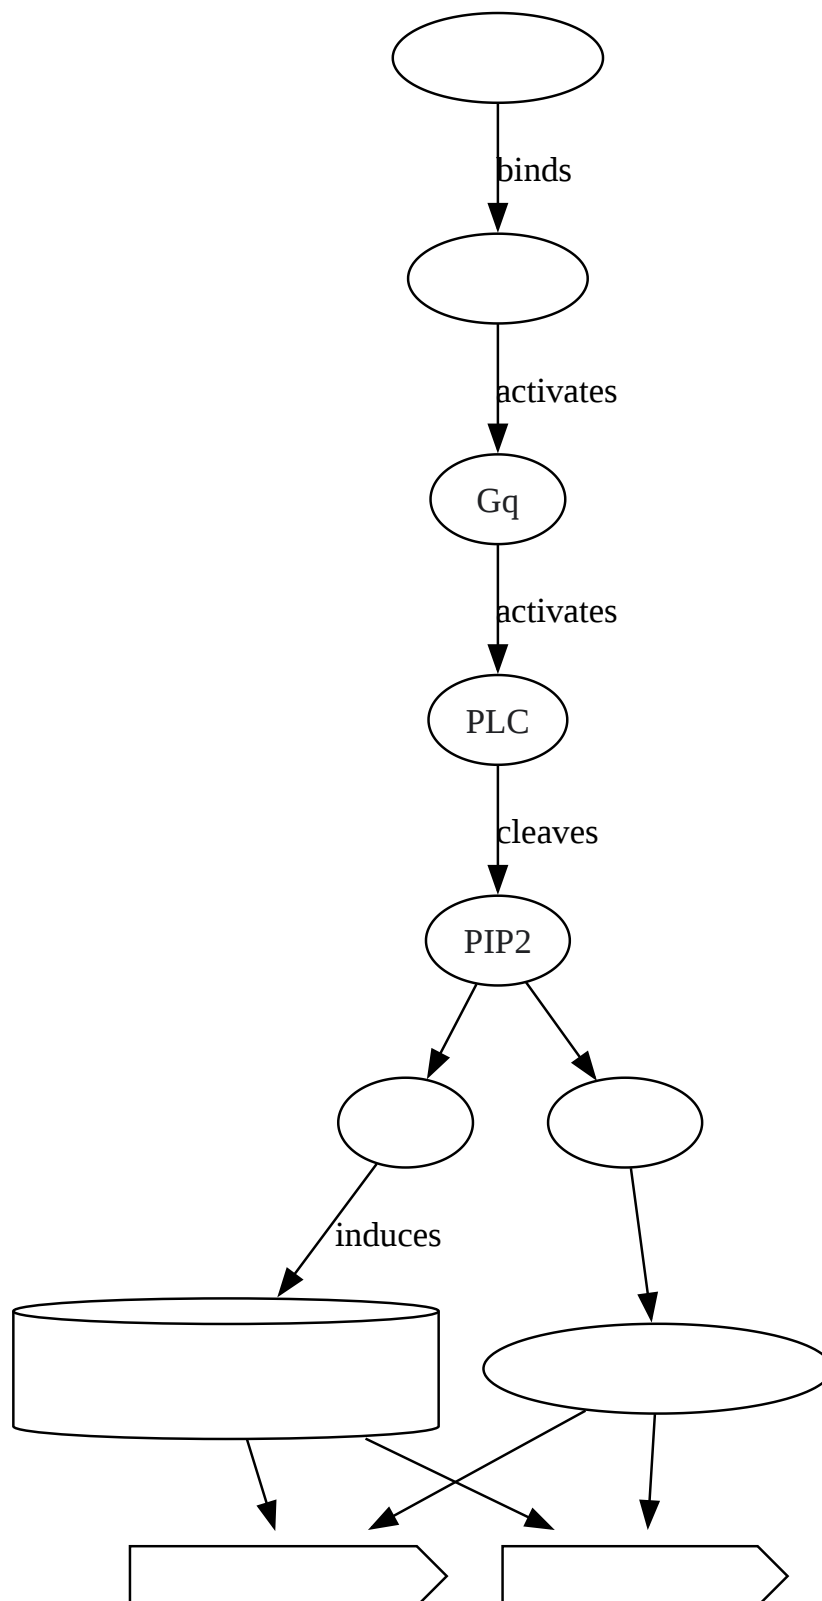 binds
activates
Gq
activates
PLC
cleaves
PIP2
induces